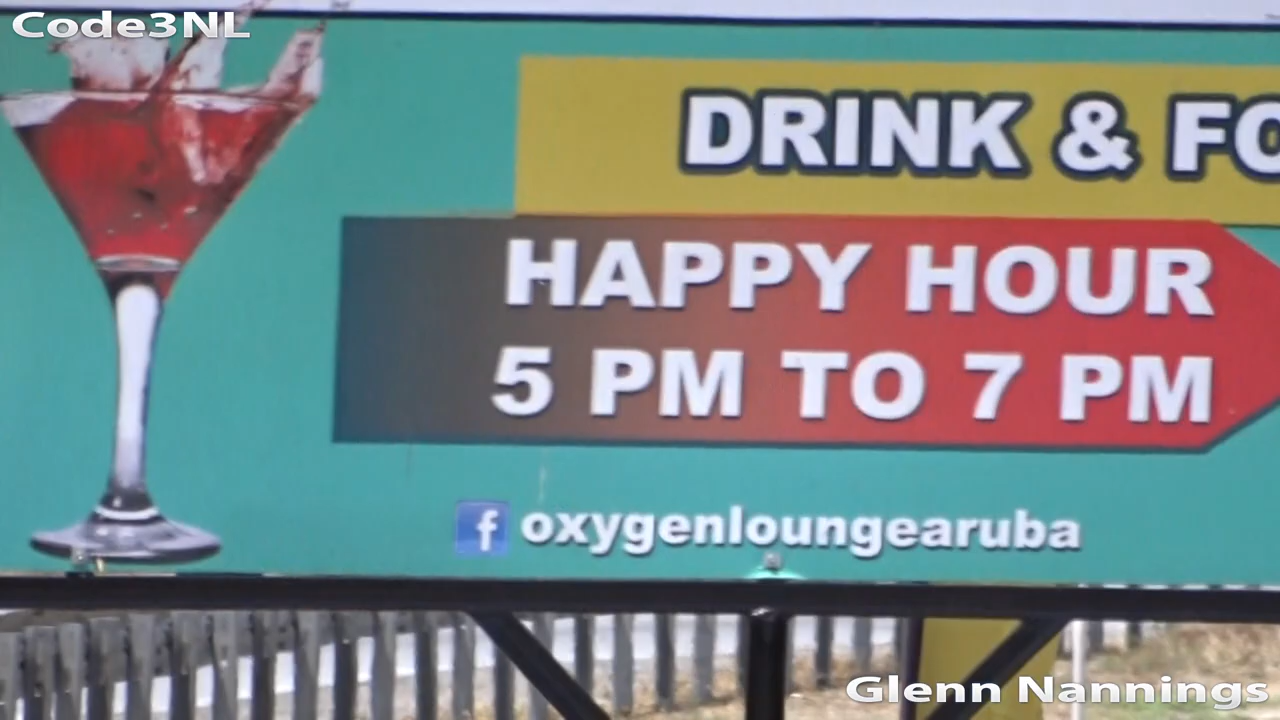 Code3NL
DRINK & FO
HAPPY HOUR
5 PM TO 7 PM
f oxygenloungearuba
Glenn Nannings